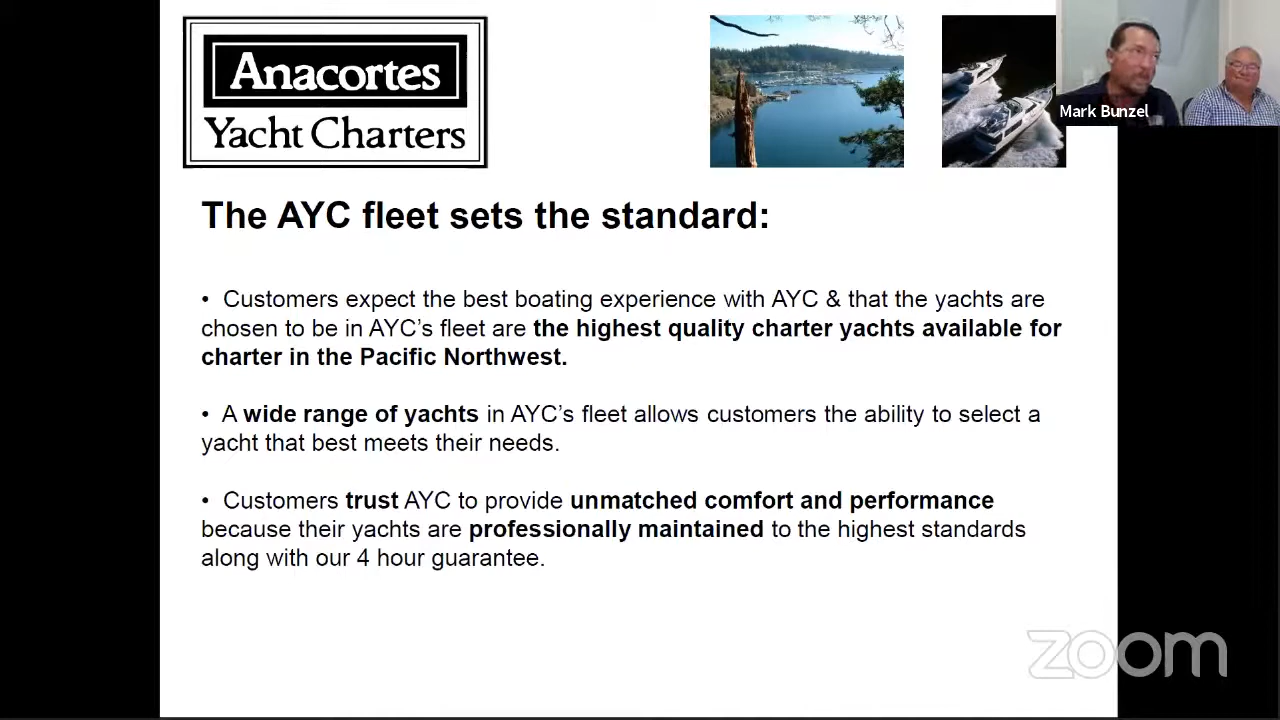 Anacortes
Yacht Charters
Mark Bunzel
The AYC fleet sets the standard:
• Customers expect the best boating experience with AYC & that the yachts are
chosen to be in AYC’s fleet are the highest quality charter yachts available for
charter in the Pacific Northwest.
• A wide range of yachts in AYC’s fleet allows customers the ability to select a
yacht that best meets their needs.
• Customers trust AYC to provide unmatched comfort and performance
because their yachts are professionally maintained to the highest standards
along with our 4 hour guarantee.
zoom